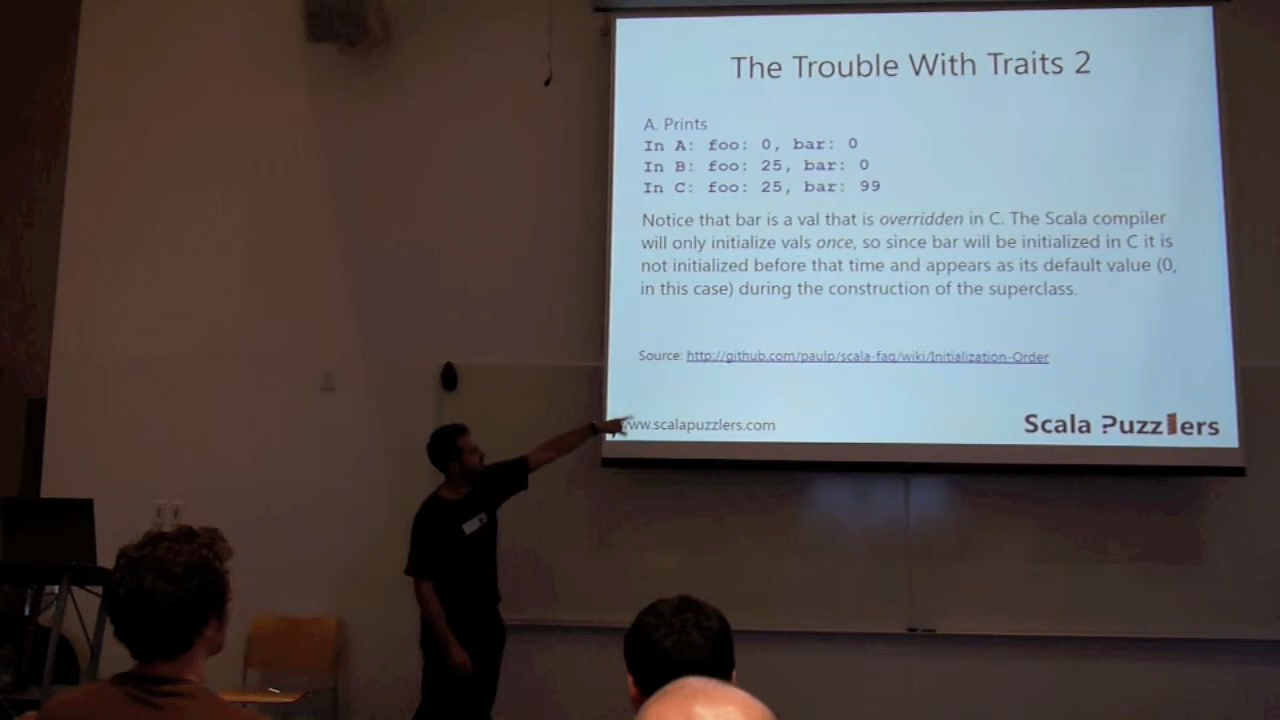 The Trouble With Traits 2
A. Prints
In A: foo: 0, bar: 0
In B: foo: 25, bar: 0
In C: foo: 25, bar: 99
Notice that bar is a val that is overridden in C. The Scala compiler
will only initialize vals once, so since bar will be initialized in C it is
not initialized before that time and appears as its default value (0,
in this case) during the construction of the superclass.
Source: http://github.com/paulp/scala-faq/wiki/Initialization-Order
www.scalapuzzlers.com
Scala Puzzlers